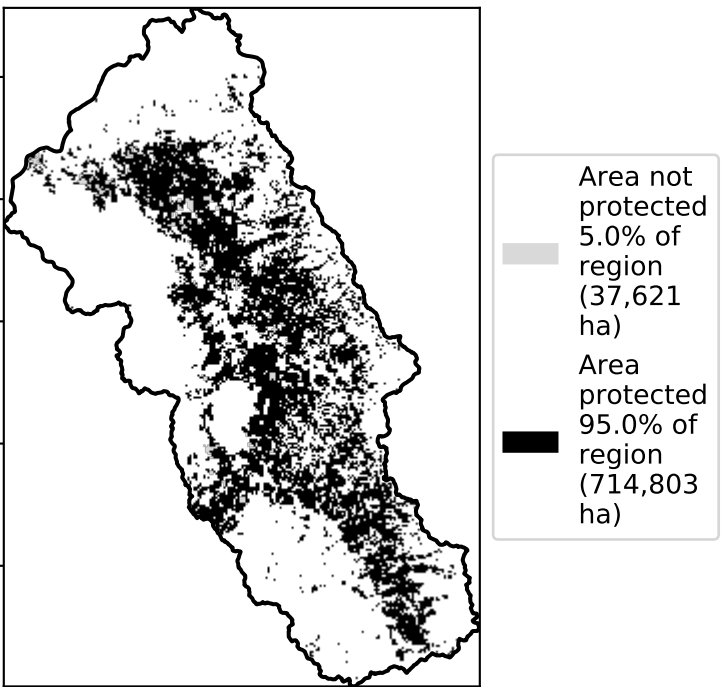 Area not
protected
5.0% of
region
(37,621
ha)
Area
protected
95.0% of
region
(714,803
ha)